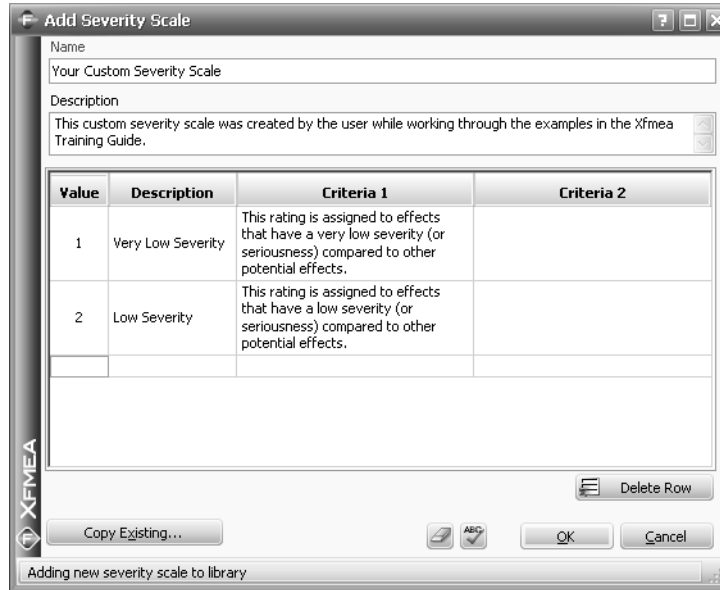 Add Severity Scale
Name
Your Custom Severity Scale
Description
This custom severity scale was created by the user while working through the examples in the Xfmea
Training Guide.
Value Description Criteria 1 Criteria 2
1 Very Low Severity This rating is assigned to effects
that have a very low severity (or
seriousness) compared to other
potential effects.
2 Low Severity This rating is assigned to effects
that have a low severity (or
seriousness) compared to other
potential effects.
Delete Row
XFMEA
Copy Existing... ABC OK Cancel
Adding new severity scale to library